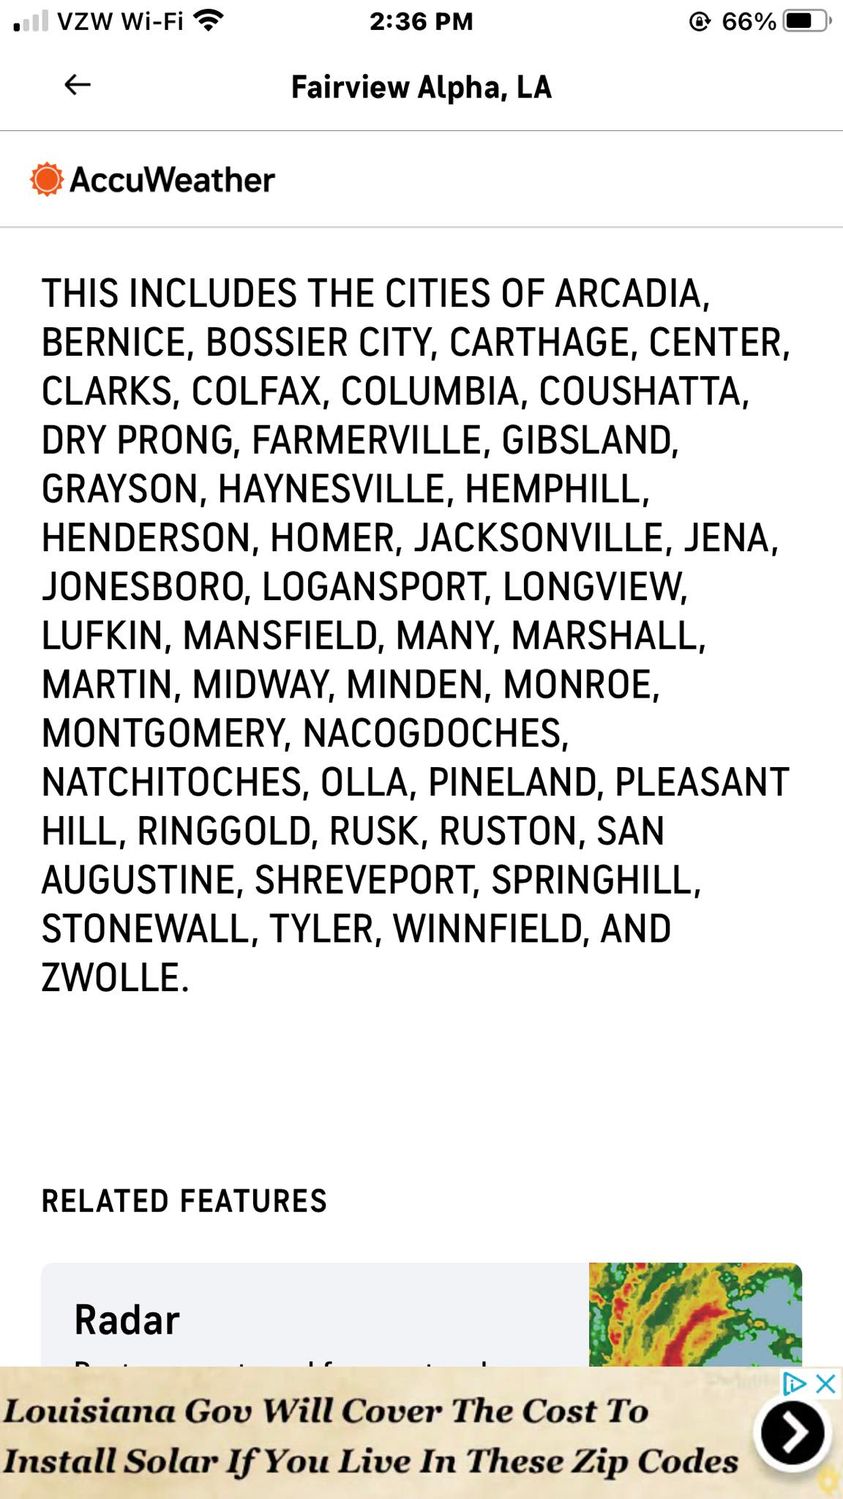 VZW Wi-Fi 2:36 PM 66%
Fairview Alpha, LA
AccuWeather
THIS INCLUDES THE CITIES OF ARCADIA,
BERNICE, BOSSIER CITY, CARTHAGE, CENTER,
CLARKS, COLFAX, COLUMBIA, COUSHATTA,
DRY PRONG, FARMERVILLE, GIBSLAND,
GRAYSON, HAYNESVILLE, HEMPHILL,
HENDERSON, HOMER, JACKSONVILLE, JENA,
JONESBORO, LOGANSPORT, LONGVIEW,
LUFKIN, MANSFIELD, MANY, MARSHALL,
MARTIN, MIDWAY, MINDEN, MONROE,
MONTGOMERY, NACOGDOCHES,
NATCHITOCHES, OLLA, PINELAND, PLEASANT
HILL, RINGGOLD, RUSK, RUSTON, SAN
AUGUSTINE, SHREVEPORT, SPRINGHILL,
STONEWALL, TYLER, WINNFIELD, AND
ZWOLLE.
RELATED FEATURES
Radar
Louisiana Gov Will Cover The Cost To
Install Solar If You Live In These Zip Codes